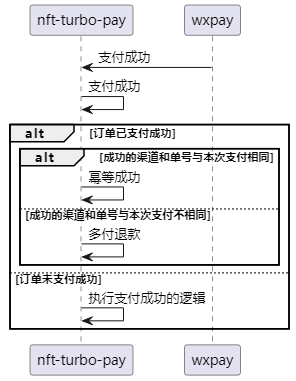 nft-turbo-pay wxpay
支付成功
支付成功
alt [订单已支付成功]
alt [成功的渠道和单号与本次支付相同]
幂等成功
[成功的渠道和单号与本次支付不相同]
多付退款
[订单未支付成功]
执行支付成功的逻辑
nft-turbo-pay wxpay